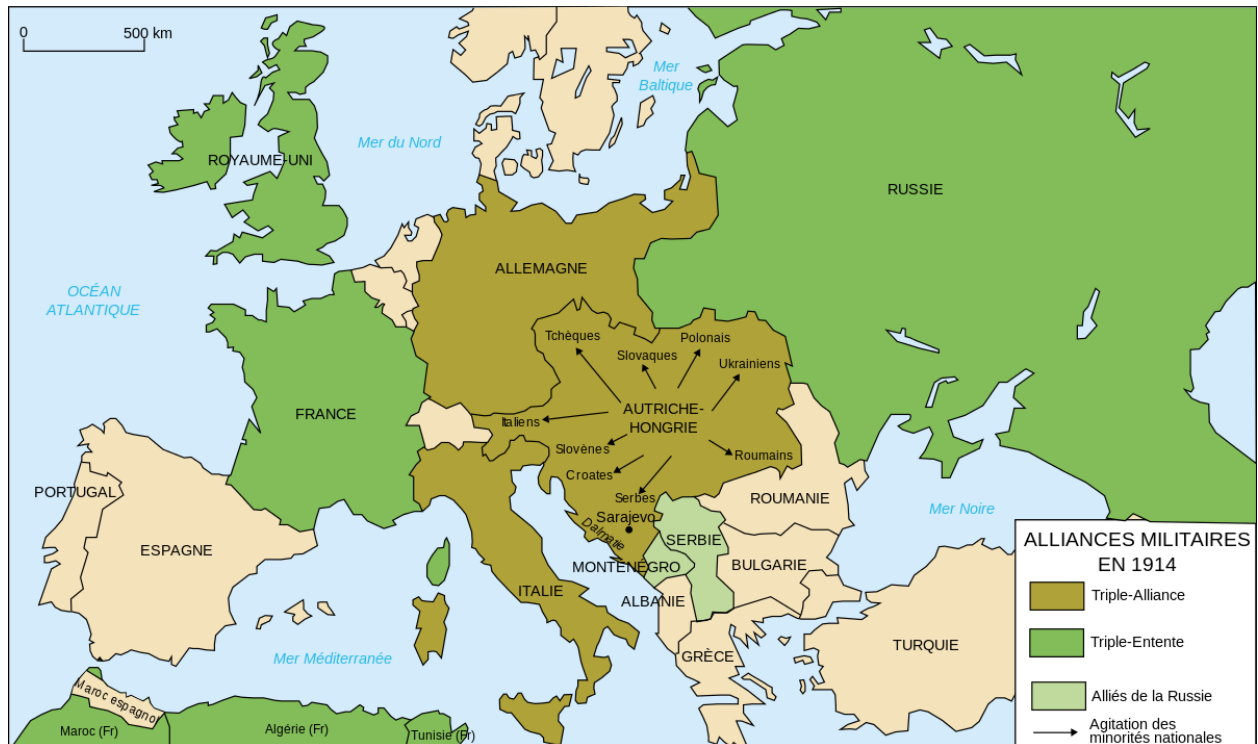 0 500 km
Mer
Baltique
Mer du Nord
ROYAUME-UNI
RUSSIE
ALLEMAGNE
OCÉAN
ATLANTIQUE
Tchèques
Polonais
Slovaques
Ukrainiens
FRANCE
AUTRICHE-
HONGRIE
Italiens
Slovènes
Roumains
Croates
PORTUGAL
Serbes
ROUMANIE
Mer Noire
Sarajevo
Dalmatie
SERBIE
ESPAGNE
MONTENEGRO
BULGARIE
ITALIE
ALBANIE
TURQUIE
GRÈCE
Mer Méditerranée
Maroc espagnol
Maroc (Fr)
Algérie (Fr)
Tunisie (Fr)
ALLIANCES MILITAIRES
EN 1914
Triple-Alliance
Triple-Entente
Alliés de la Russie
Agitation des
minorités nationales